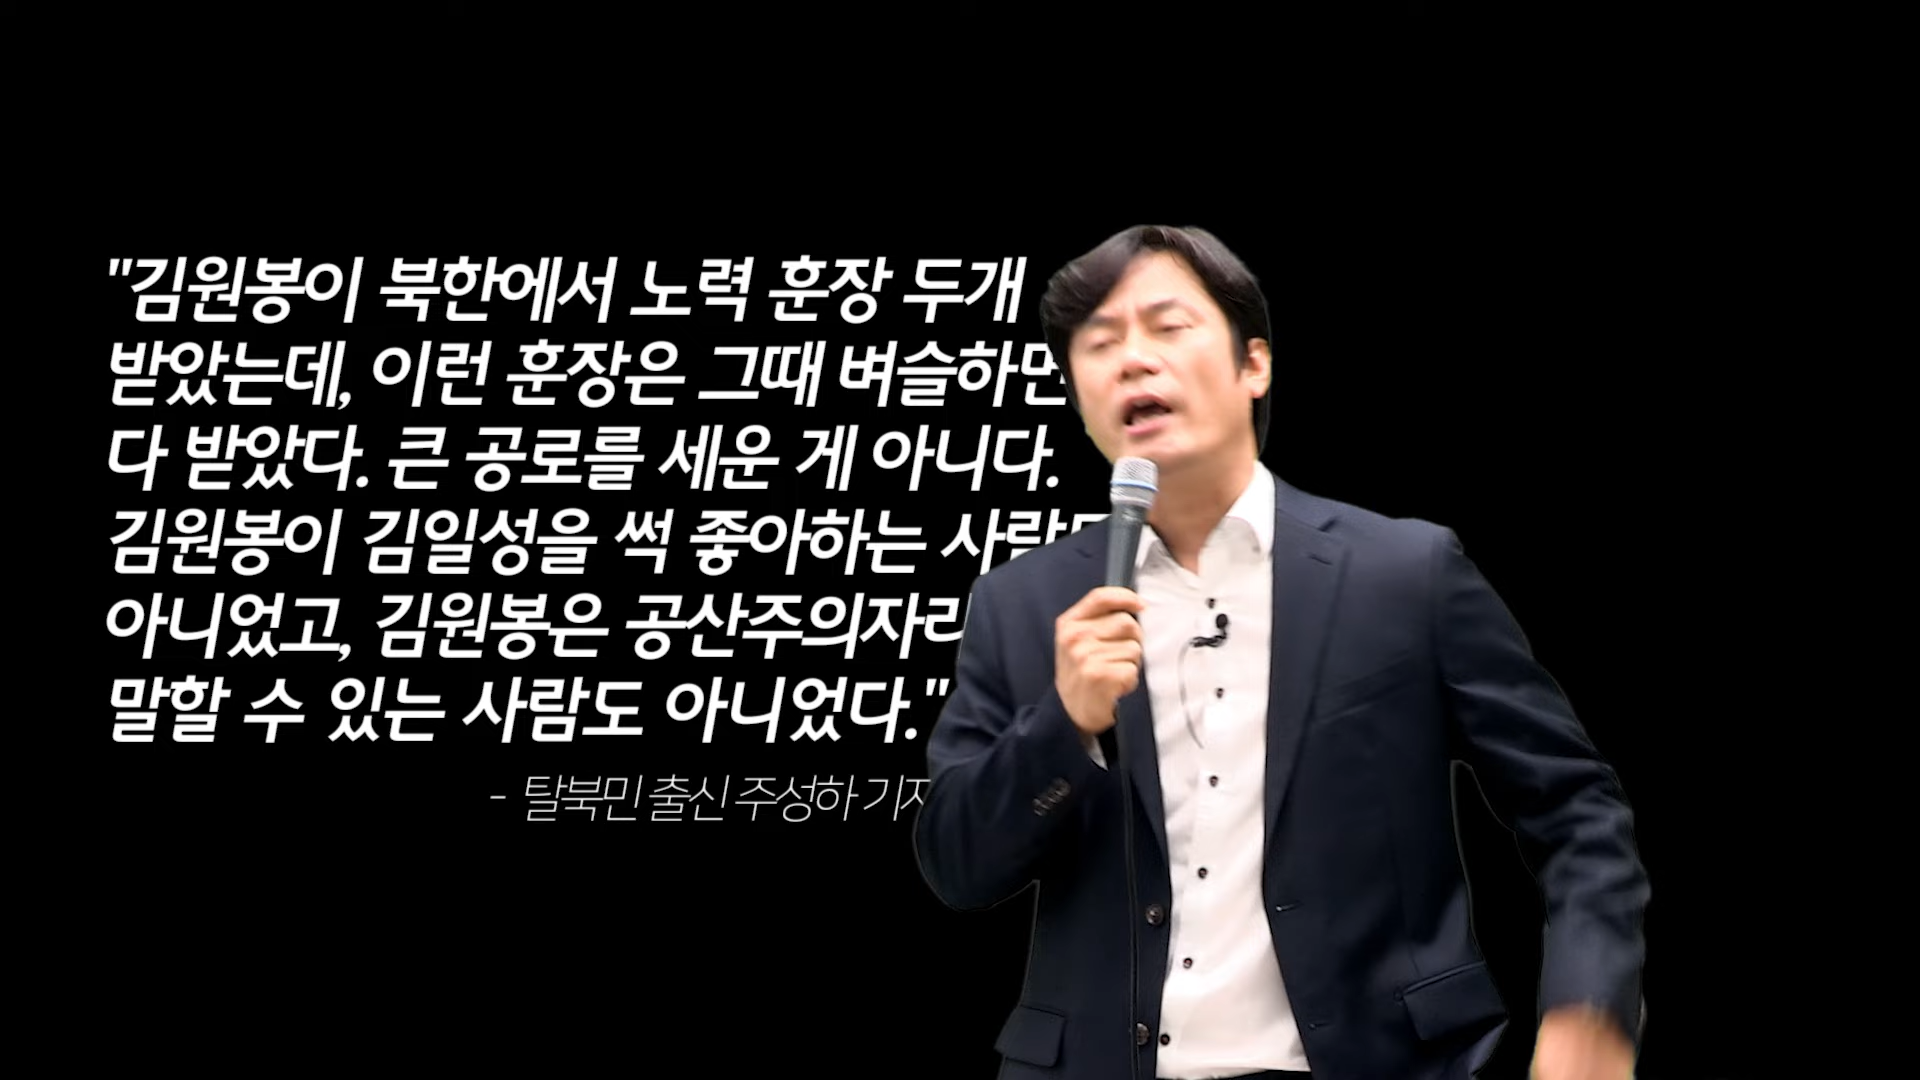 "김원봉이 북한에서 노력 훈장 두개
받았는데, 이런 훈장은 그때 벼슬하면
다 받았다. 큰 공로를 세운 게 아니다.
김원봉이 김일성을 썩 좋아하는 사람도
아니었고, 김원봉은 공산주의자라
말할 수 있는 사람도 아니었다."
- 탈북민 출신 주성하 기자